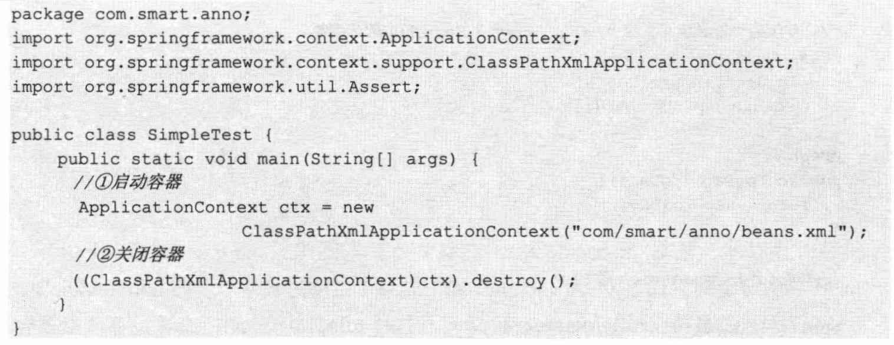 package com.smart.anno;
import org.springframework.context.ApplicationContext;
import org.springframework.context.support.ClassPathXmlApplicationContext;
import org.springframework.util.Assert;
public class SimpleTest {
public static void main(String[] args) {
//①启动容器
ApplicationContext ctx = new
ClassPathXmlApplicationContext("com/smart/anno/beans.xml");
//②关闭容器
((ClassPathXmlApplicationContext)ctx).destroy();
}
}